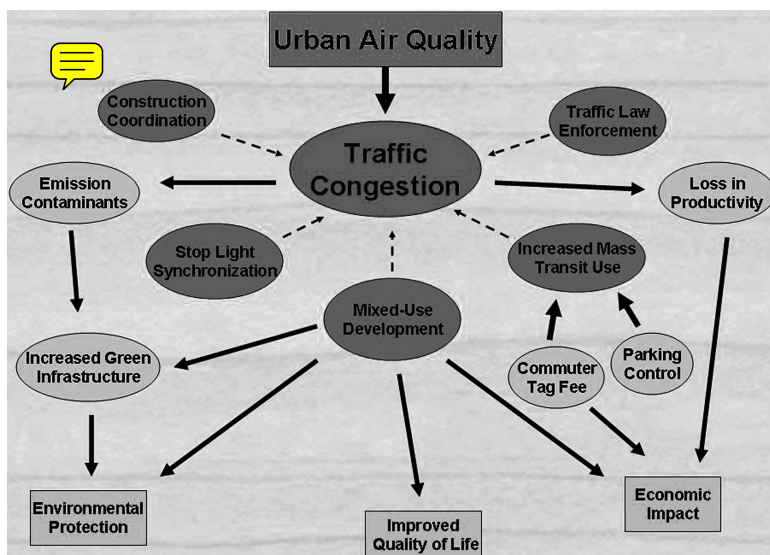 Urban Air Quality
Construction
Coordination
Traffic Law
Enforcement
Traffic
Congestion
Emission
Contaminants
Loss in
Productivity
Stop Light
Synchronization
Increased Mass
Transit Use
Mixed-Use
Development
Increased Green
Infrastructure
Commuter
Tag Fee
Parking
Control
Environmental
Protection
Improved
Quality of Life
Economic
Impact